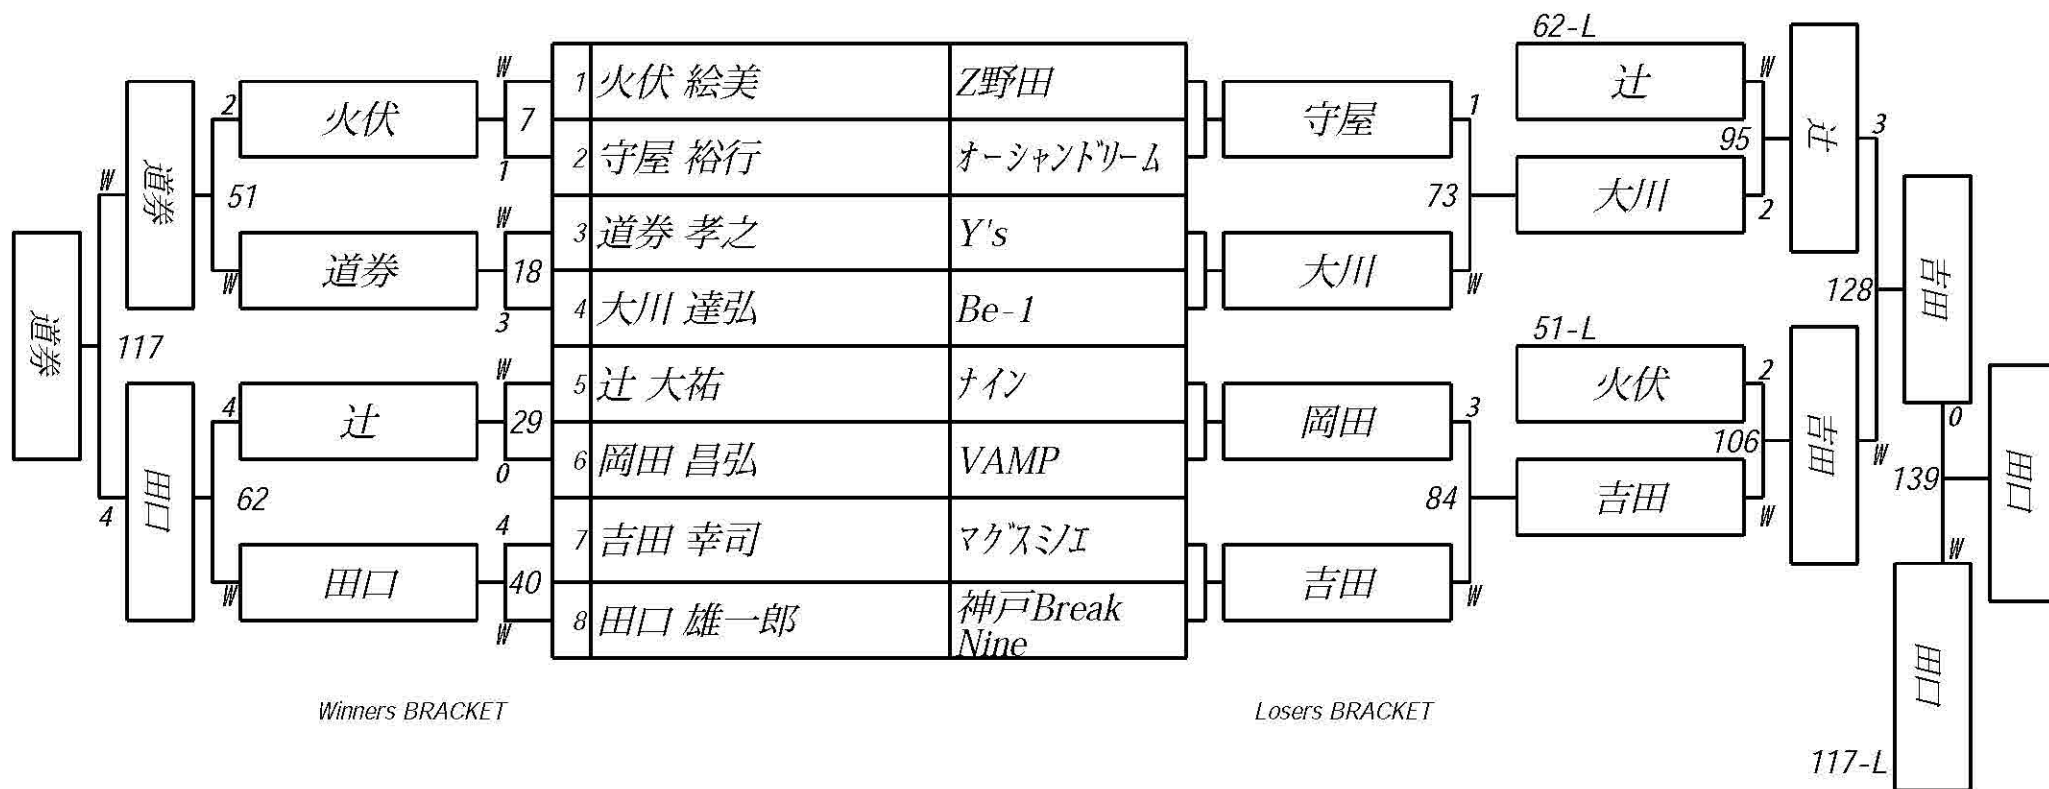 62-L
W
1 火伏 絵美 Z野田
2 守屋 裕行 オーシャンドリーム
3 道券 孝之 Y's
4 大川 達弘 Be-1
5 辻 大祐 ナイン
6 岡田 昌弘 VAMP
7 吉田 幸司 マグスミノエ
8 田口 雄一郎 神戸Break
Nine
道券
117
W
道券
4
田口
2
火伏
51
W
道券
4
辻
62
W
田口
W
7
1
W
18
3
W
29
0
4
40
W
守屋
1
73
大川
W
岡田
3
84
吉田
W
辻
95
大川
2
51-L
火伏
2
106
吉田
W
辻
3
128
吉田
W
吉田
0
139
田口
W
田口
117-L
Winners BRACKET
Losers BRACKET